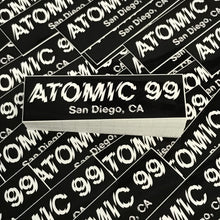 ATOMIC 99
San Diego, CA